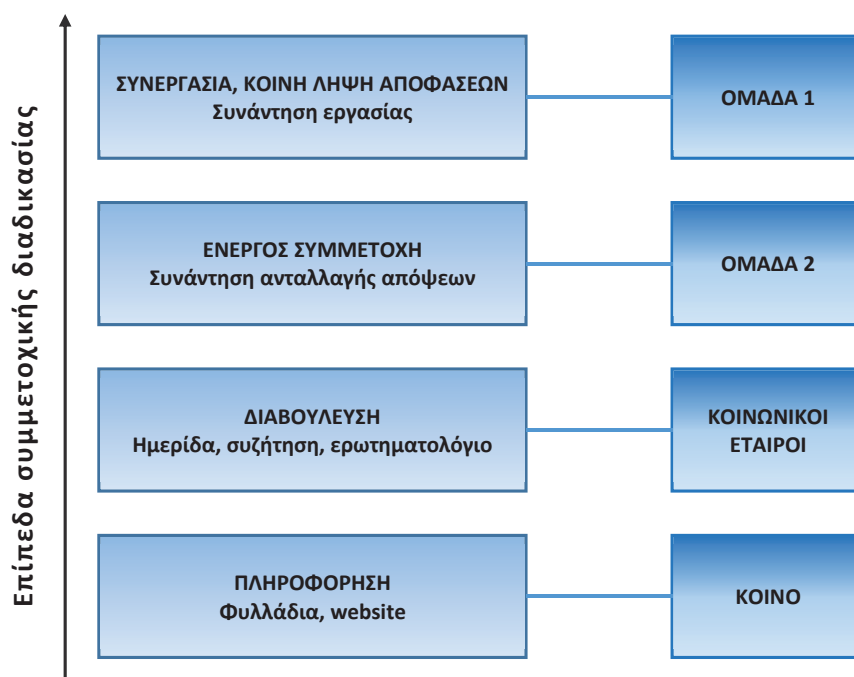 Επίπεδα συμμετοχικής διαδικασίας
ΣΥΝΕΡΓΑΣΙΑ, ΚΟΙΝΗ ΛΗΨΗ ΑΠΟΦΑΣΕΩΝ
Συνάντηση εργασίας
ΟΜΑΔΑ 1
ΕΝΕΡΓΟΣ ΣΥΜΜΕΤΟΧΗ
Συνάντηση ανταλλαγής απόψεων
ΟΜΑΔΑ 2
ΔΙΑΒΟΥΛΕΥΣΗ
Ημερίδα, συζήτηση, ερωτηματολόγιο
ΚΟΙΝΩΝΙΚΟΙ
ΕΤΑΙΡΟΙ
ΠΛΗΡΟΦΟΡΗΣΗ
Φυλλάδια, website
ΚΟΙΝΟ